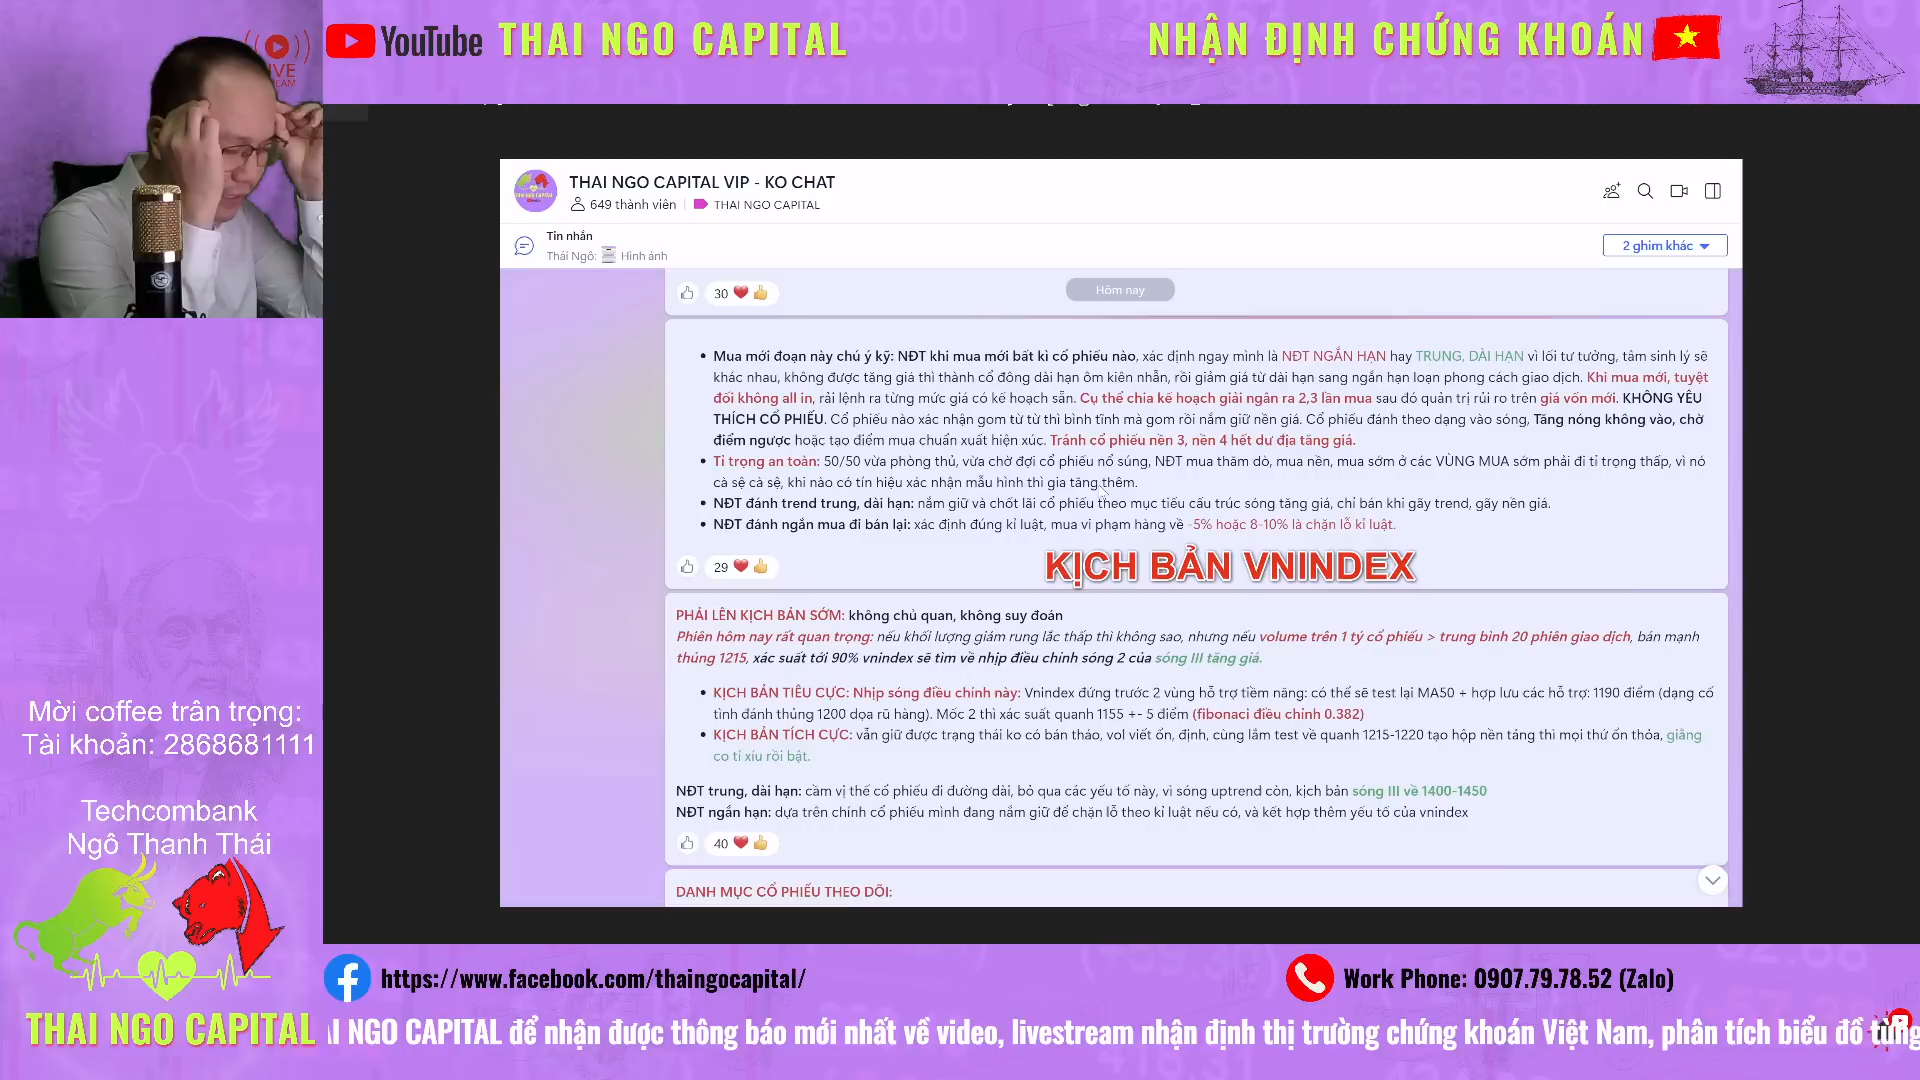 YouTube THAI NGO CAPITAL
NHẬN ĐỊNH CHỨNG KHOÁN
THAI NGO CAPITAL VIP - KO CHAT
649 thành viên | THAI NGO CAPITAL
Tin nhắn
Thái Ngô: Hình ảnh
2 ghim khác
30
Hôm nay
• Mua mới đoạn này chú ý kỹ: NĐT khi mua mới bất kì cổ phiếu nào, xác định ngay mình là NĐT NGẮN HẠN hay TRUNG, DÀI HẠN vì lối tư tưởng, tâm sinh lý sẽ
khác nhau, không được tăng giá thì thành cổ đông dài hạn ôm kiên nhẫn, rồi giảm giá từ dài hạn sang ngắn hạn loạn phong cách giao dịch. Khi mua mới, tuyệt
đối không all in, rải lệnh ra từng mức giá có kế hoạch sẵn. Cụ thể chia kế hoạch giải ngân ra 2,3 lần mua sau đó quản trị rủi ro trên giá vốn mới. KHÔNG YÊU
THÍCH CỔ PHIẾU. Cổ phiếu nào xác nhận gom từ từ thì bình tĩnh mà gom rồi nắm giữ nền giá. Cổ phiếu đánh theo dạng vào sóng, Tăng nóng không vào, chờ
điểm ngược hoặc tạo điểm mua chuẩn xuất hiện xúc. Tránh cổ phiếu nền 3, nền 4 hết dư địa tăng giá.
• Tỉ trọng an toàn: 50/50 vừa phòng thủ, vừa chờ đợi cổ phiếu nổ súng, NĐT mua thăm dò, mua nền, mua sớm ở các VÙNG MUA sớm phải đi tỉ trọng thấp, vì nó
cà sệ cà sệ, khi nào có tín hiệu xác nhận mẫu hình thì gia tăng thêm.
• NĐT đánh trend trung, dài hạn: nắm giữ và chốt lãi cổ phiếu theo mục tiêu cấu trúc sóng tăng giá, chỉ bán khi gãy trend, gãy nền giá.
• NĐT đánh ngắn mua đi bán lại: xác định đúng kỉ luật, mua vi phạm hàng về -5% hoặc 8-10% là chặn lỗ kỉ luật.
29
KỊCH BẢN VNINDEX
PHẢI LÊN KỊCH BẢN SỚM: không chủ quan, không suy đoán
Phiên hôm nay rất quan trọng: nếu khối lượng giảm rung lắc thấp thì không sao, nhưng nếu volume trên 1 tỷ cổ phiếu > trung bình 20 phiên giao dịch, bán mạnh
thủng 1215, xác suất tới 90% vnindex sẽ tìm về nhịp điều chỉnh sóng 2 của sóng III tăng giá.
• KỊCH BẢN TIÊU CỰC: Nhịp sóng điều chỉnh này: Vnindex đứng trước 2 vùng hỗ trợ tiềm năng: có thể sẽ test lại MA50 + hợp lưu các hỗ trợ: 1190 điểm (dạng cố
tình đánh thủng 1200 dọa rũ hàng). Mốc 2 thì xác suất quanh 1155 +- 5 điểm (fibonaci điều chỉnh 0.382)
• KỊCH BẢN TÍCH CỰC: vẫn giữ được trạng thái ko có bán tháo, vol viết ổn, định, cùng lắm test về quanh 1215-1220 tạo hộp nền tảng thì mọi thứ ổn thỏa, giằng
co tí xíu rồi bật.
NĐT trung, dài hạn: cầm vị thế cổ phiếu đi đường dài, bỏ qua các yếu tố này, vì sóng uptrend còn, kịch bản sóng III về 1400-1450
NĐT ngắn hạn: dựa trên chính cổ phiếu mình đang nắm giữ để chặn lỗ theo kỉ luật nếu có, và kết hợp thêm yếu tố của vnindex
40
DANH MỤC CỔ PHIẾU THEO DÕI:
Mời coffee trân trọng:
Tài khoản: 2868681111
Techcombank
Ngô Thanh Thái
THAI NGO CAPITAL
https://www.facebook.com/thaingocapital/
Work Phone: 0907.79.78.52 (Zalo)
NGO CAPITAL để nhận được thông báo mới nhất về video, livestream nhận định thị trường chứng khoán Việt Nam, phân tích biểu đồ từng